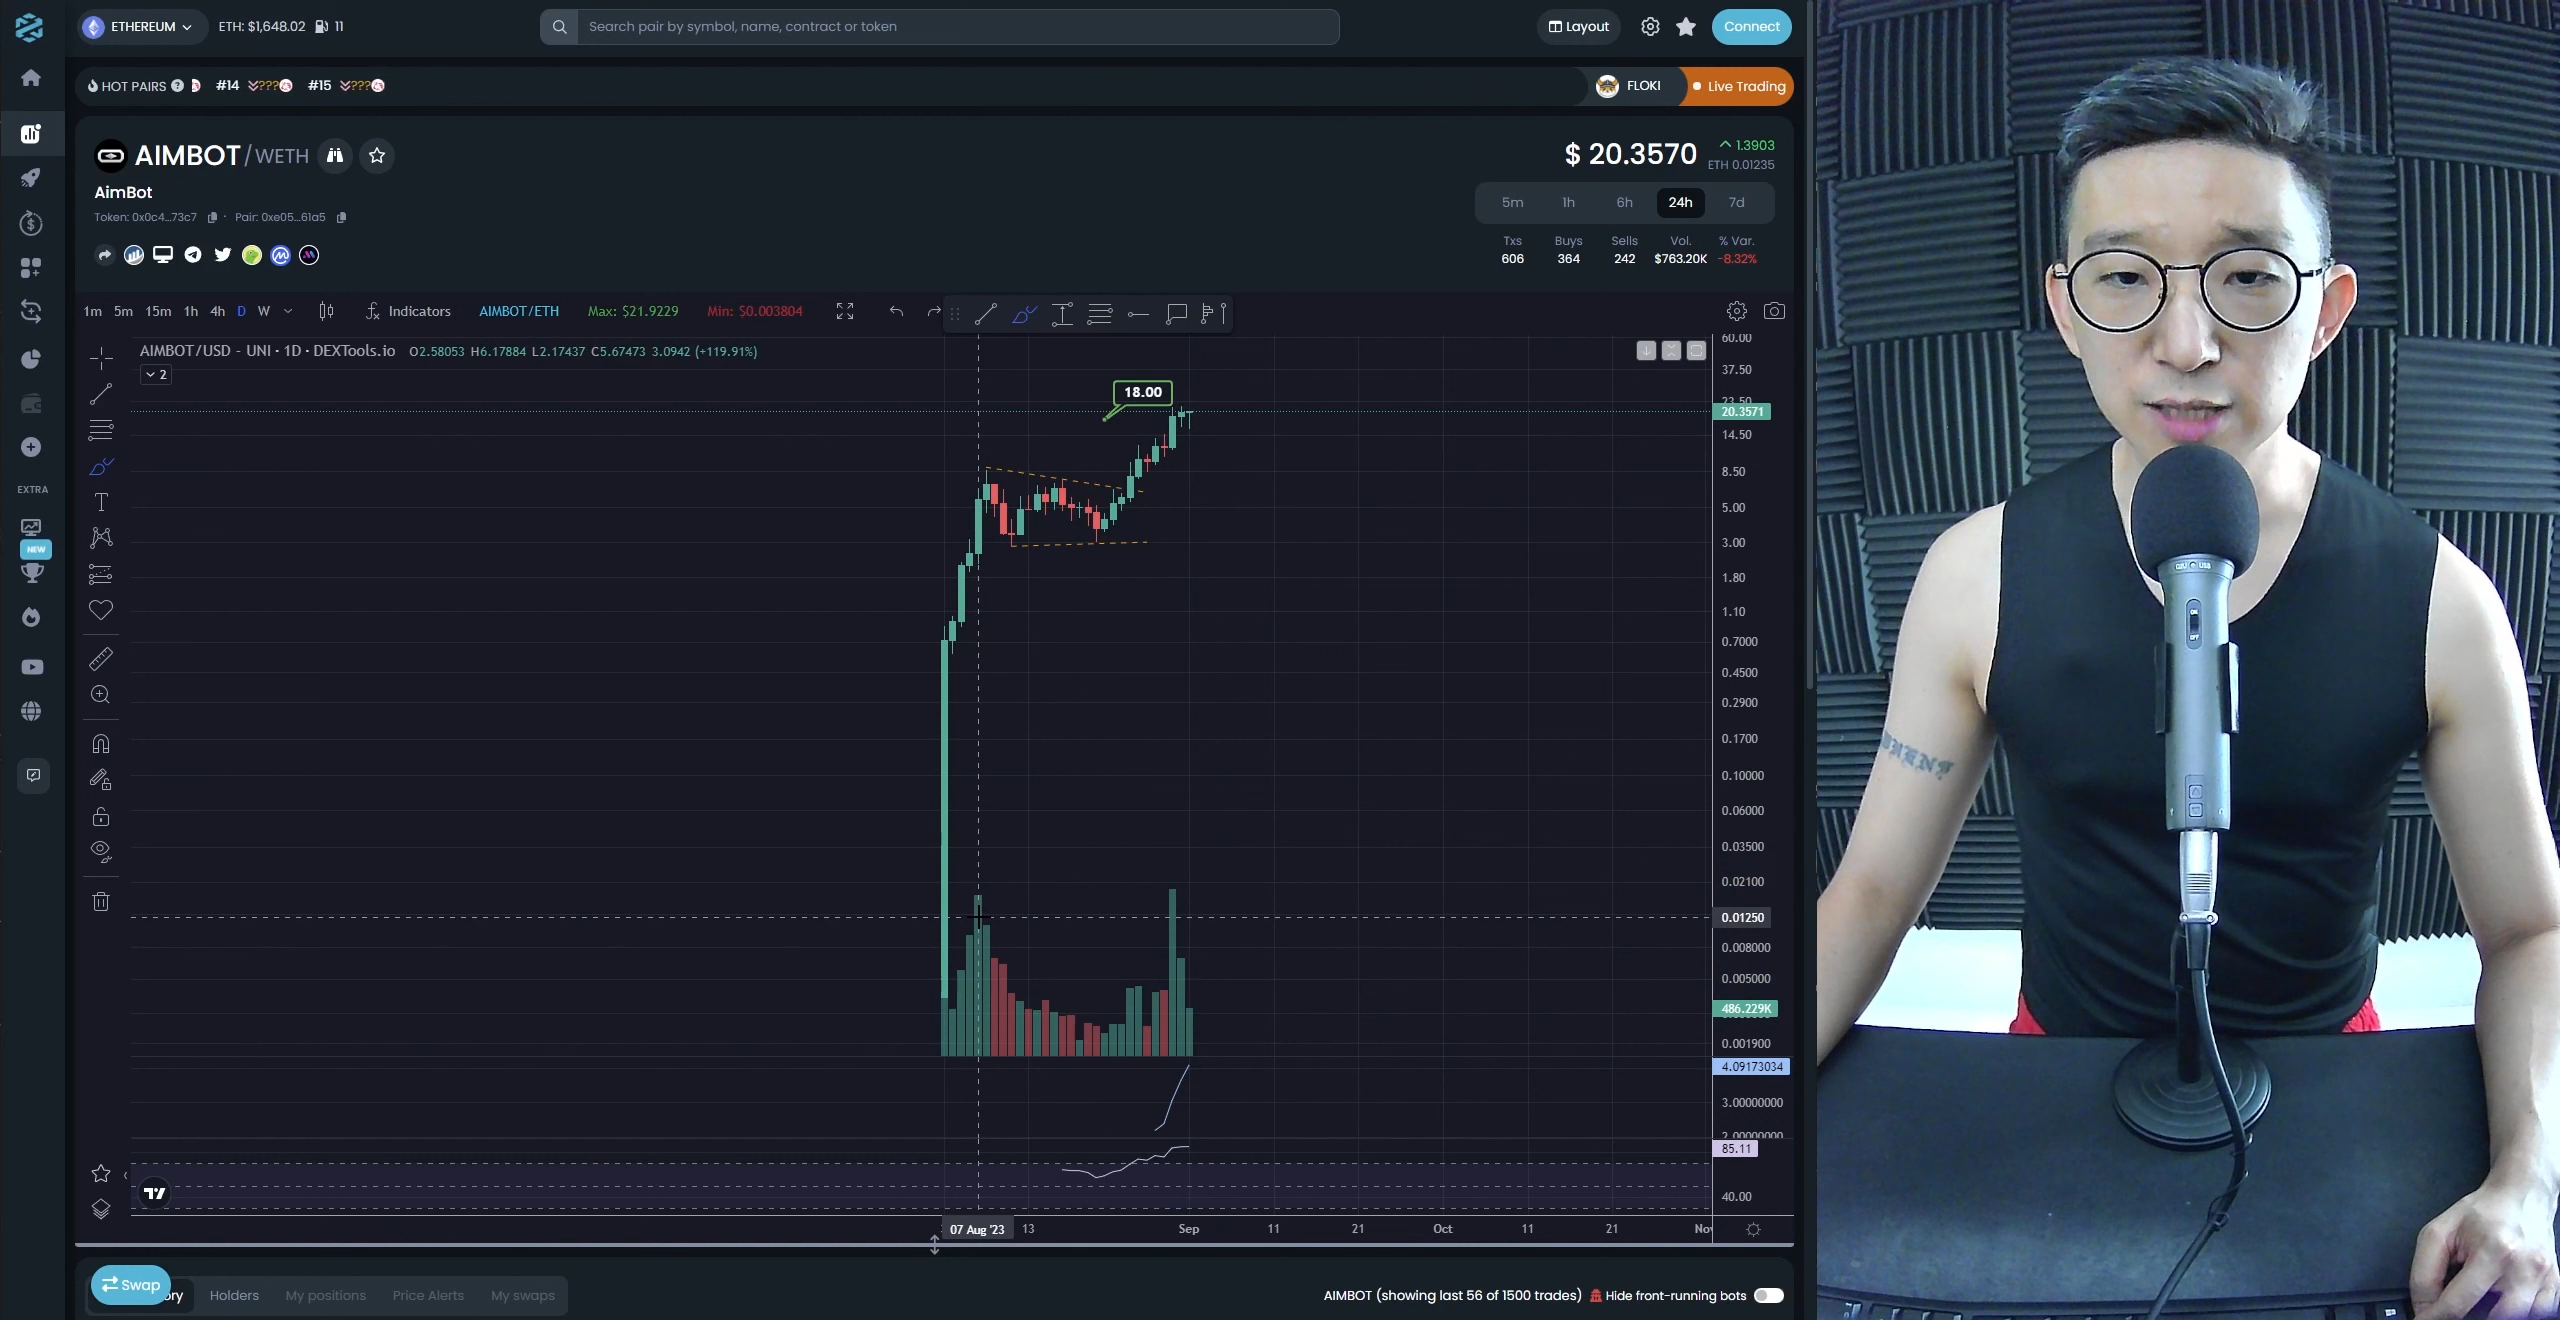 ETHEREUM ETH: $1,648.02 11 Search pair by symbol, name, contract or token Layout Connect
HOT PAIRS ? #14 ??? #15 ??? FLOKI Live Trading
AIMBOT/WETH $ 20.3570 1.3903
ETH 0.01235
AimBot
Token: 0x0c4...73c7 · Pair: 0xe05...61a5
5m 1h 6h 24h 7d
Txs Buys Sells Vol. % Var.
606 364 242 $763.20K -8.32%
1m 5m 15m 1h 4h D W Indicators AIMBOT/ETH Max: $21.9229 Min: $0.003804
AIMBOT/USD - UNI · 1D · DEXTools.io O2.58053 H6.17884 L2.17437 C5.67473 3.0942 (+119.91%)
2
60.00
37.50
18.00
23.50
20.3571
14.50
8.50
5.00
3.00
1.80
1.10
0.7000
0.4500
0.2900
0.1700
0.10000
0.06000
0.03500
0.02100
0.01250
0.008000
0.005000
486.229K
0.001900
4.09173034
3.00000000
2.00000000
85.11
40.00
EXTRA
NEW
07 Aug '23 13 Sep 11 21 Oct 11 21 Nov
Swap ory Holders My positions Price Alerts My swaps AIMBOT (showing last 56 of 1500 trades) Hide front-running bots
ON
OFF